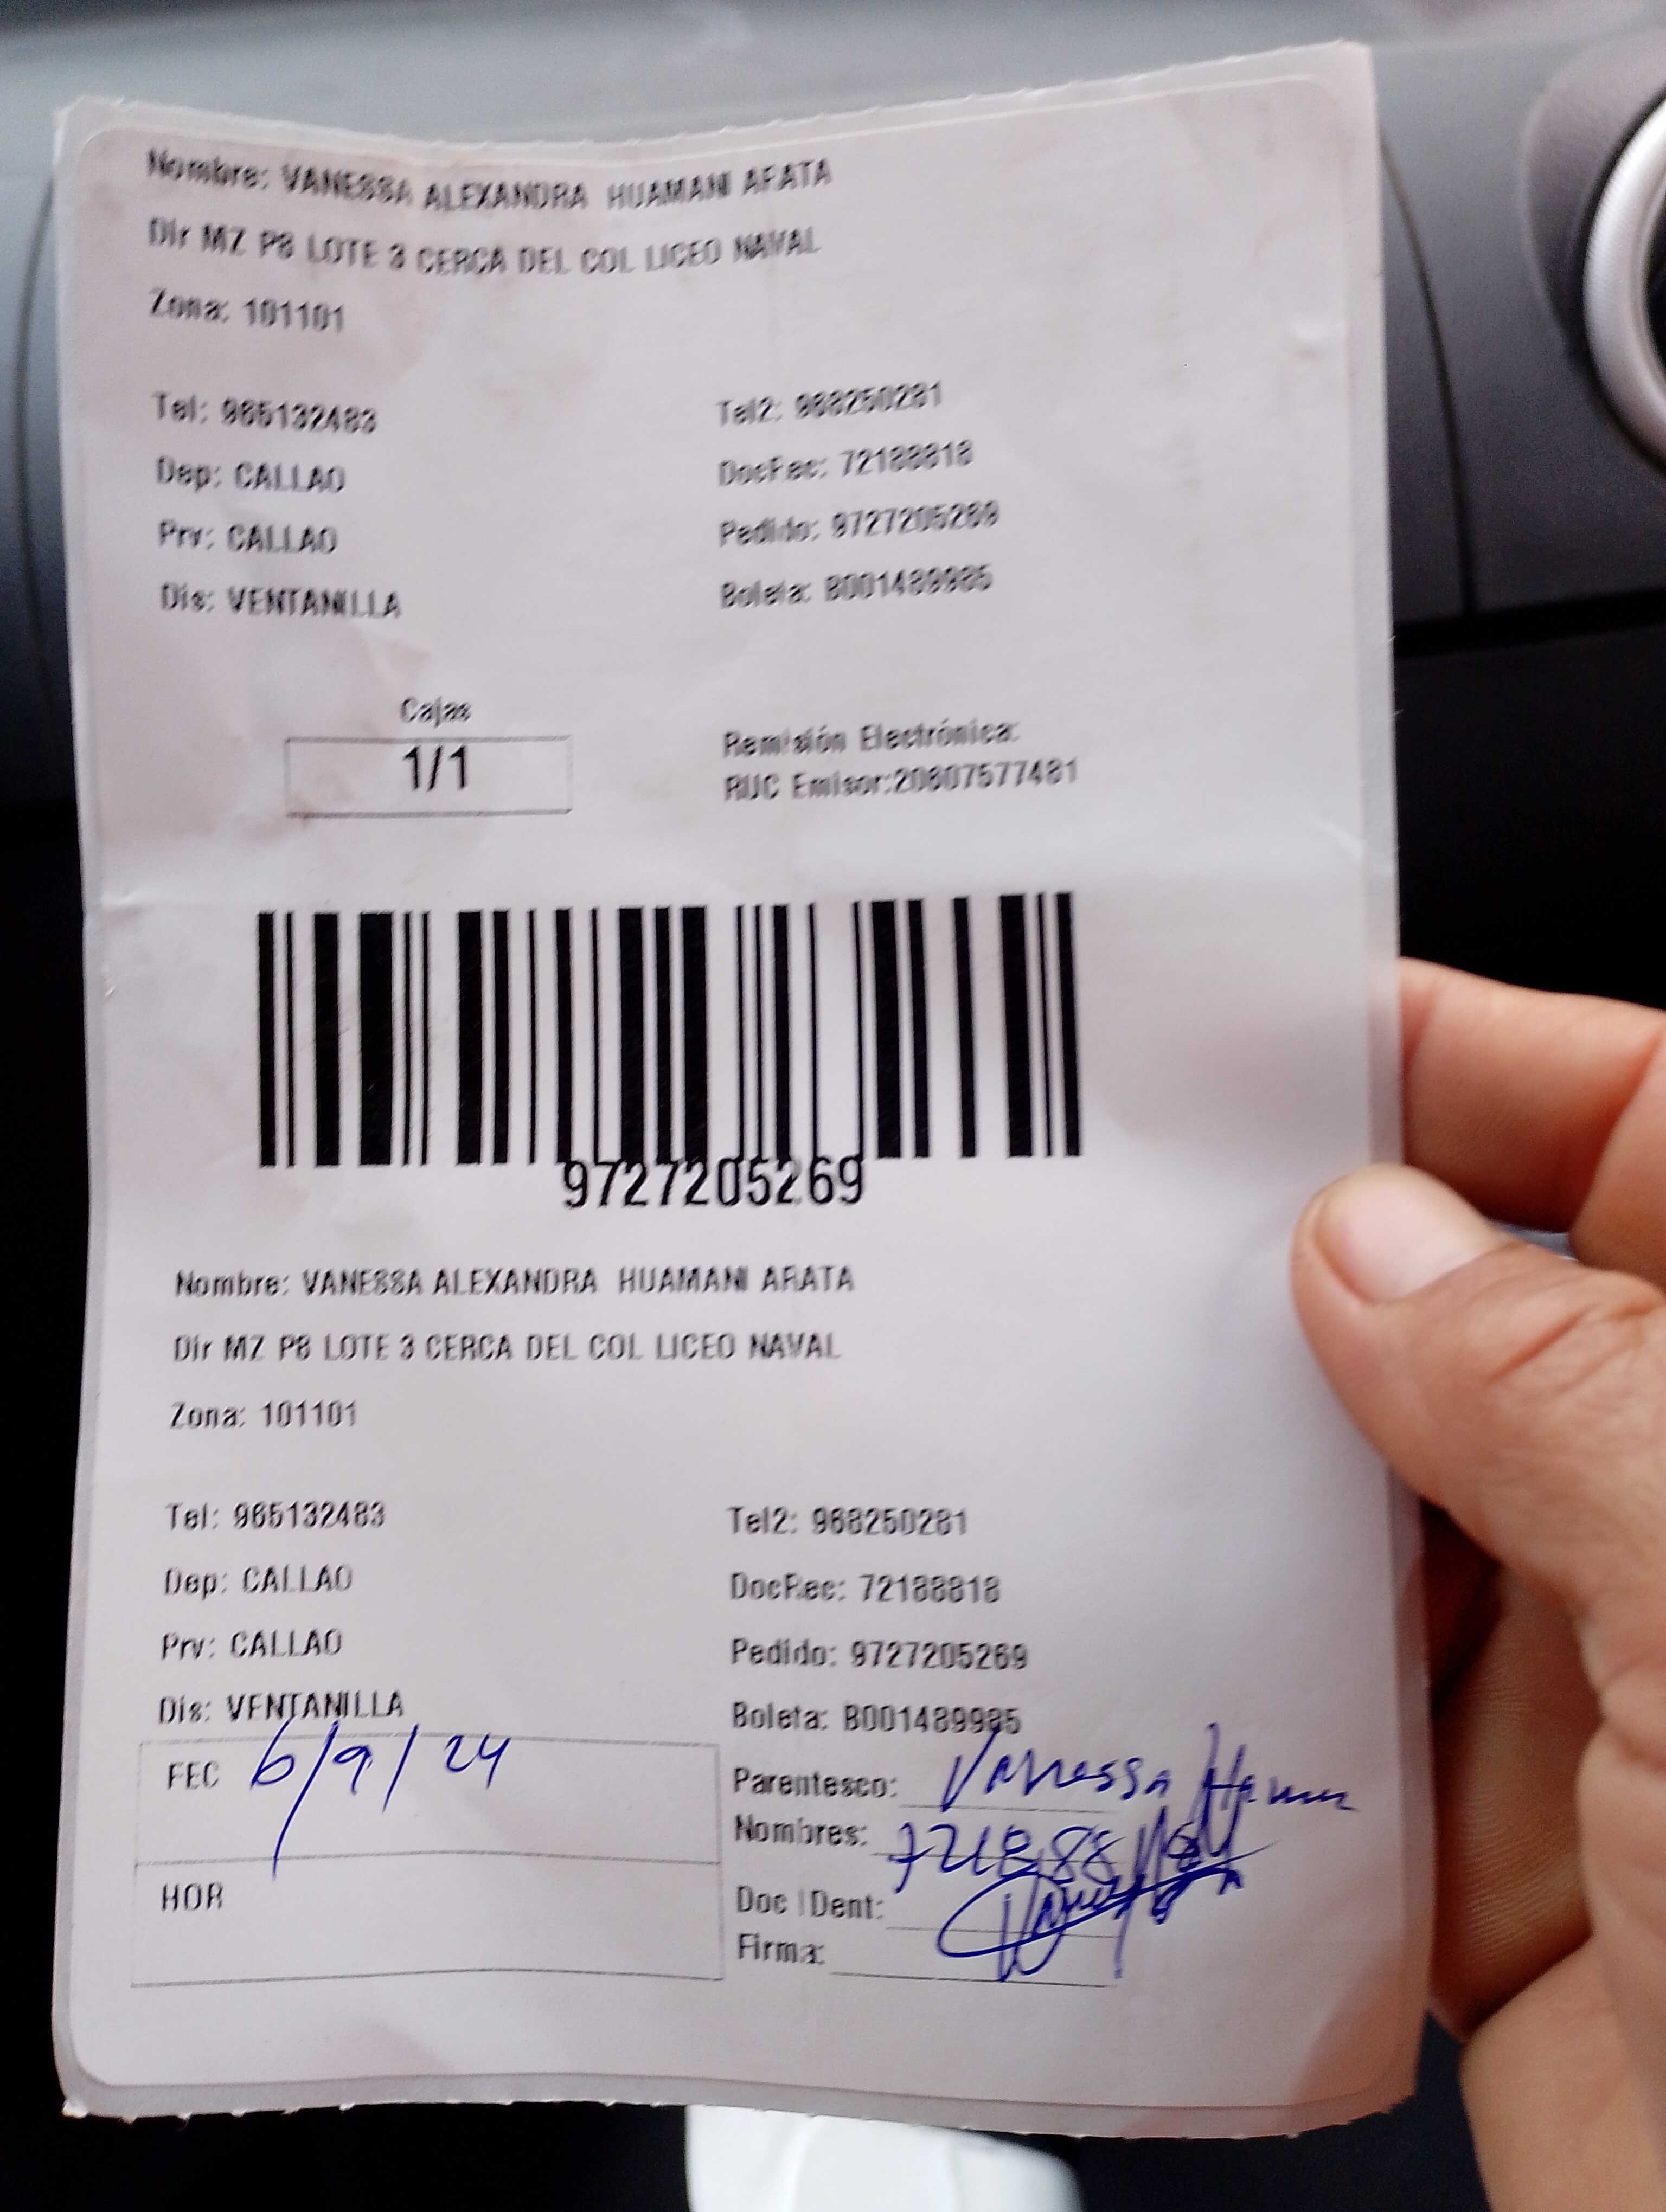 Nombre: VANESSA ALEXANDRA HUAMANI ARATA
Dir MZ P8 LOTE 3 CERCA DEL COL LICEO NAVAL
Zona: 101101
Tel: 965132483 Tel2: 968250281
Dep: CALLAO DocRec: 72188818
Prv: CALLAO Pedido: 9727205269
Dis: VENTANILLA Boleta: B001489985
Cajas
1/1
Remisión Electrónica:
RUC Emisor:20607577481
9727205269
Nombre: VANESSA ALEXANDRA HUAMANI ARATA
Dir MZ P8 LOTE 3 CERCA DEL COL LICEO NAVAL
Zona: 101101
Tel: 965132483 Tel2: 968250281
Dep: CALLAO DocRec: 72188818
Prv: CALLAO Pedido: 9727205269
Dis: VENTANILLA Boleta: B001489985
FEC 6/9/24
Parentesco: Vanessa
Nombres: 72188818
HOR
Doc IDent:
Firma: